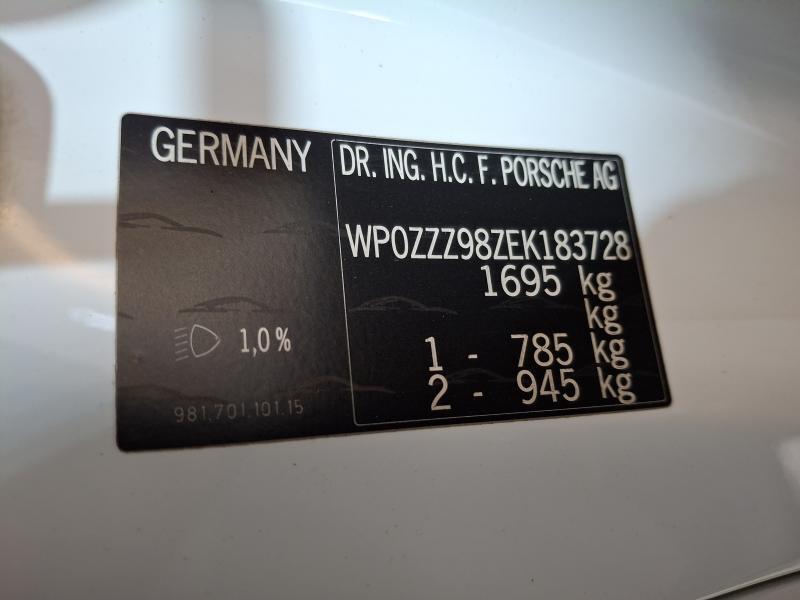 GERMANY
DR. ING. H.C. F. PORSCHE AG
WP0ZZZ98ZEK183728
1695 kg
kg
1 - 785 kg
2 - 945 kg
1,0 %
981.701.101.15